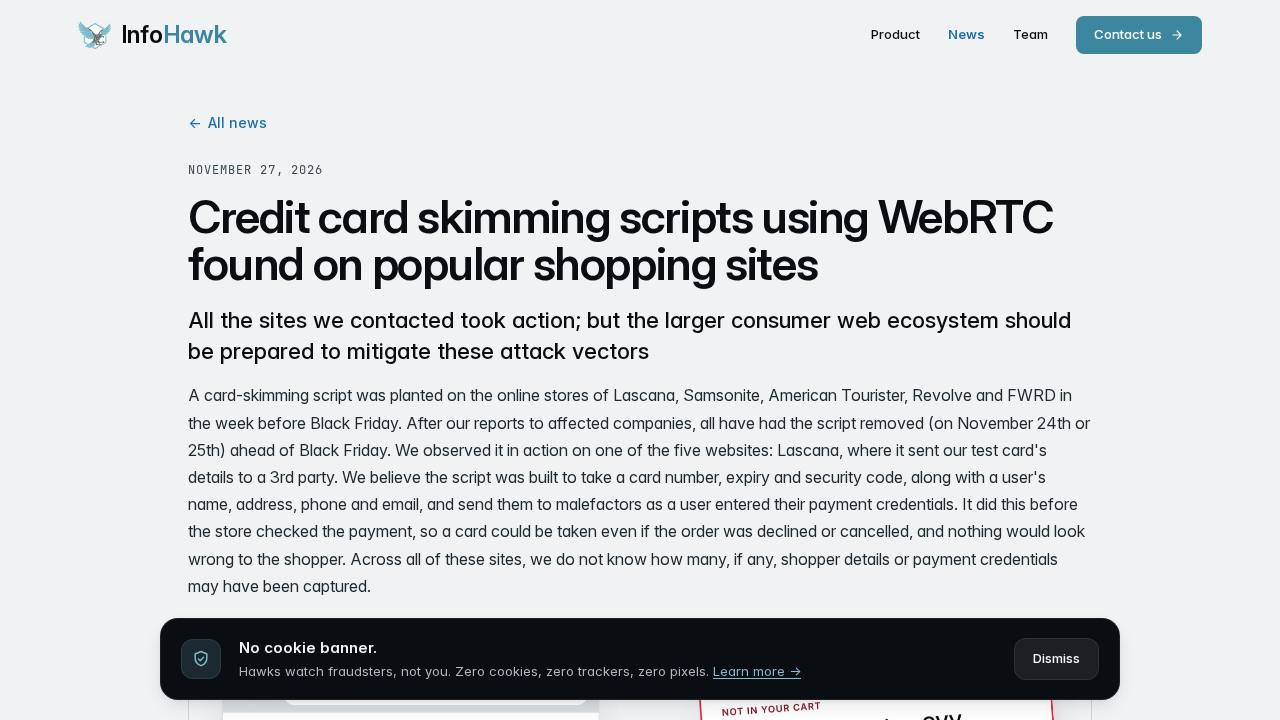 InfoHawk
Product
News
Team
Contact us →
← All news
NOVEMBER 27, 2026
Credit card skimming scripts using WebRTC
found on popular shopping sites
All the sites we contacted took action; but the larger consumer web ecosystem should
be prepared to mitigate these attack vectors
A card-skimming script was planted on the online stores of Lascana, Samsonite, American Tourister, Revolve and FWRD in
the week before Black Friday. After our reports to affected companies, all have had the script removed (on November 24th or
25th) ahead of Black Friday. We observed it in action on one of the five websites: Lascana, where it sent our test card's
details to a 3rd party. We believe the script was built to take a card number, expiry and security code, along with a user's
name, address, phone and email, and send them to malefactors as a user entered their payment credentials. It did this before
the store checked the payment, so a card could be taken even if the order was declined or cancelled, and nothing would look
wrong to the shopper. Across all of these sites, we do not know how many, if any, shopper details or payment credentials
may have been captured.
No cookie banner.
Hawks watch fraudsters, not you. Zero cookies, zero trackers, zero pixels. Learn more →
Dismiss
NOT IN YOUR CART